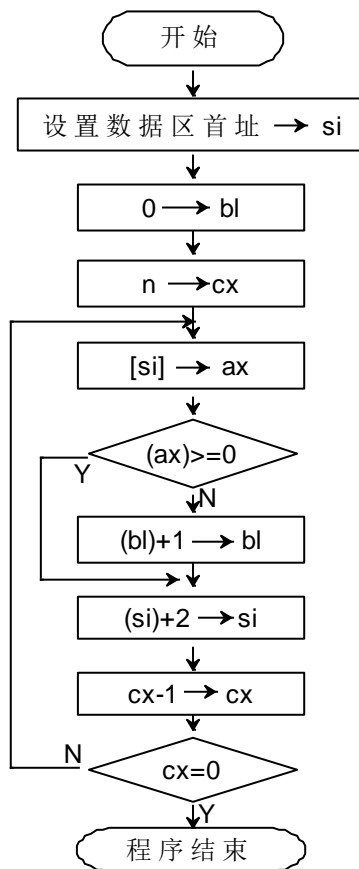 开始
设置数据区首址 → si
0 → bl
n → cx
[si] → ax
(ax)>=0
Y
N
(bl)+1 → bl
(si)+2 → si
cx-1 → cx
N
cx=0
Y
程序结束